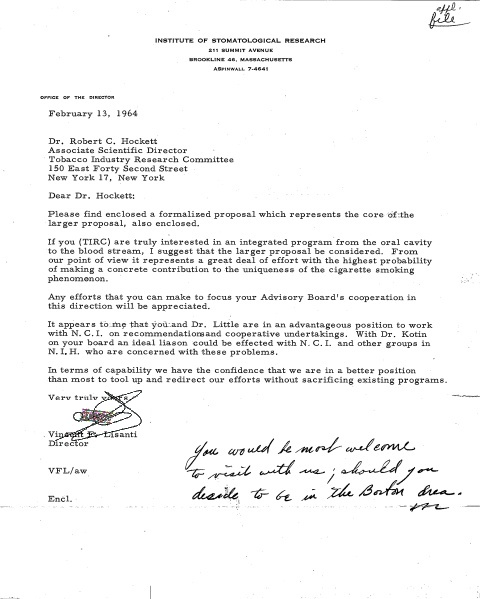 appl.
file
INSTITUTE OF STOMATOLOGICAL RESEARCH
211 SUMMIT AVENUE
BROOKLINE 46, MASSACHUSETTS
ASPINWALL 7-4641
OFFICE OF THE DIRECTOR
February 13, 1964
Dr. Robert C. Hockett
Associate Scientific Director
Tobacco Industry Research Committee
150 East Forty Second Street
New York 17, New York
Dear Dr. Hockett:
Please find enclosed a formalized proposal which represents the core of the
larger proposal, also enclosed.
If you (TIRC) are truly interested in an integrated program from the oral cavity
to the blood stream, I suggest that the larger proposal be considered. From
our point of view it represents a great deal of effort with the highest probability
of making a concrete contribution to the uniqueness of the cigarette smoking
phenomenon.
Any efforts that you can make to focus your Advisory Board's cooperation in
this direction will be appreciated.
It appears to me that you and Dr. Little are in an advantageous position to work
with N.C.I. on recommendations and cooperative undertakings. With Dr. Kotin
on your board an ideal liason could be effected with N.C.I. and other groups in
N.I.H. who are concerned with these problems.
In terms of capability we have the confidence that we are in a better position
than most to tool up and redirect our efforts without sacrificing existing programs.
Very truly yours
Vincent F. Lisanti
Director
VFL/aw
Encl.
You would be most welcome
to visit with us; should you
deside to be in the Boston area.